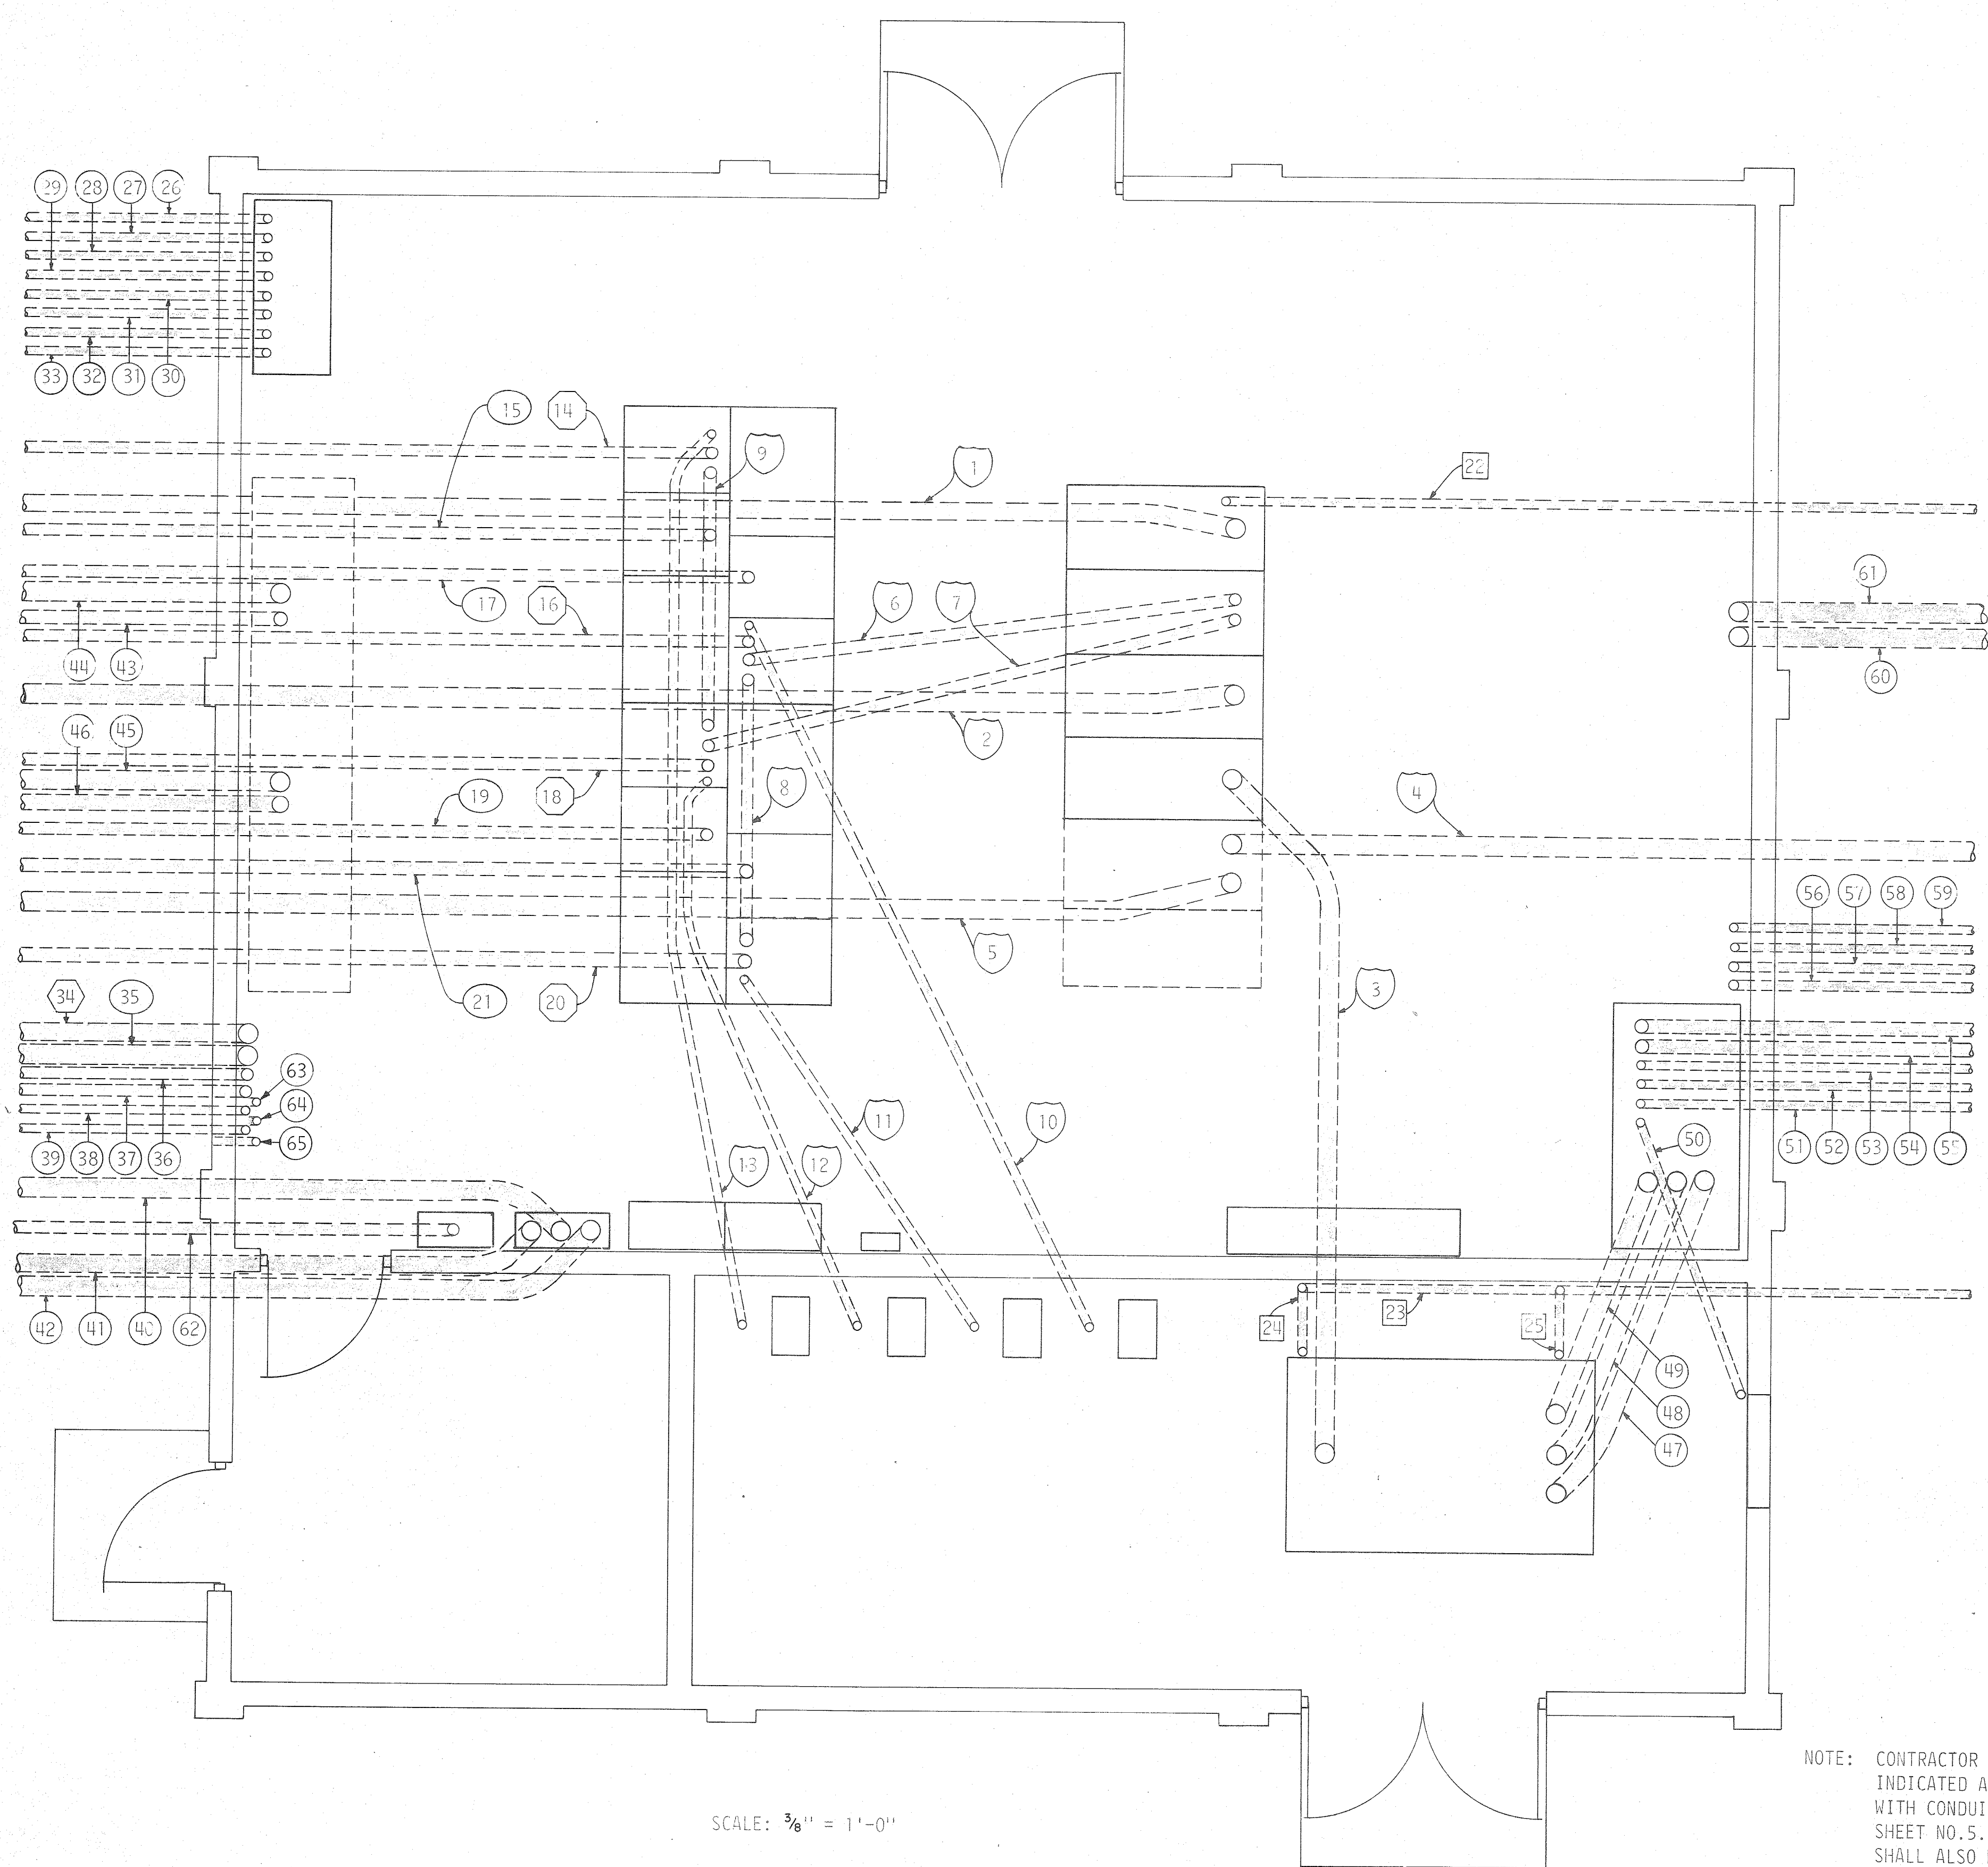 29 28 27 26
33 32 31 30
15 14
9
1
22
17 16
6 7
61
44 43
60
2
46 45
19 18
8
4
56 57 58 59
5
21 20
3
34 35
63
64
65
39 38 37 36
11 10
50
51 52 53 54 55
13 12
42 41 40 62
24 23 25
49
48
47
NOTE: CONTRACTOR
INDICATED A
WITH CONDUI
SHEET NO.5.
SHALL ALSO
SCALE: 3/8" = 1'-0"